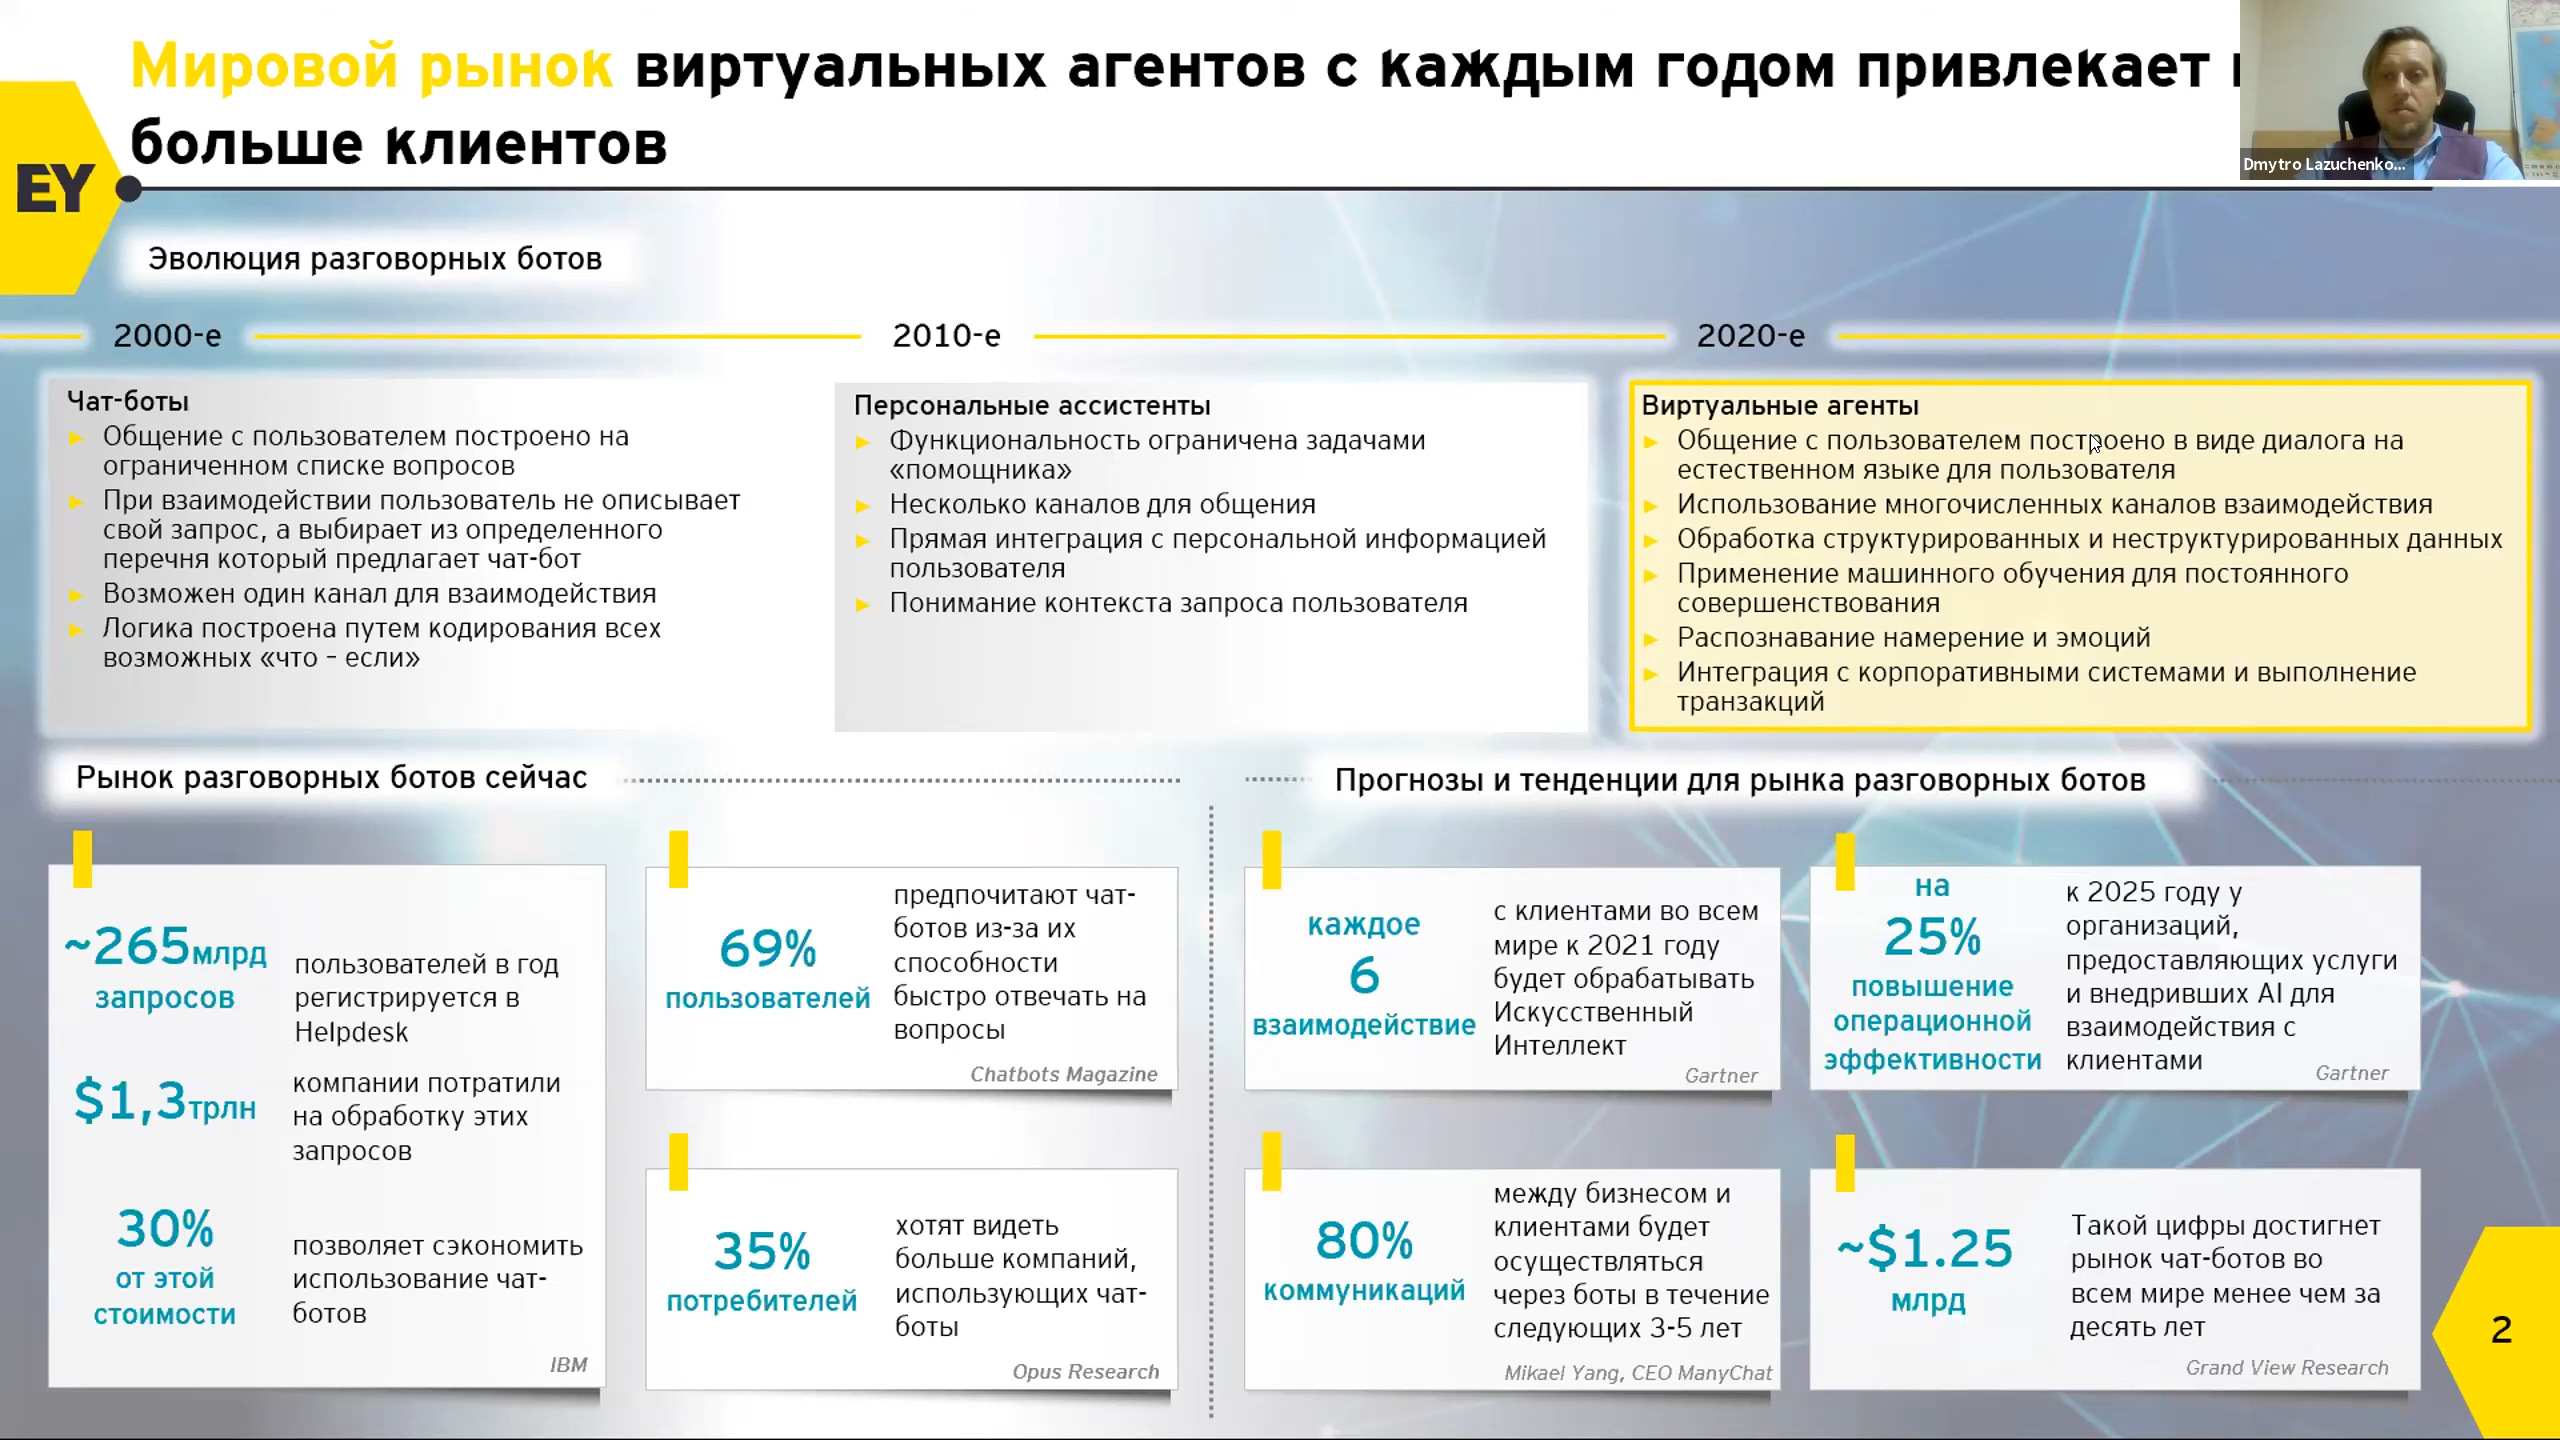 Мировой рынок виртуальных агентов с каждым годом привлекает
больше клиентов
Dmytro Lazuchenko...
EY
Эволюция разговорных ботов
2000-е
2010-е
2020-е
Чат-боты
► Общение с пользователем построено на
ограниченном списке вопросов
► При взаимодействии пользователь не описывает
свой запрос, а выбирает из определенного
перечня который предлагает чат-бот
► Возможен один канал для взаимодействия
► Логика построена путем кодирования всех
возможных «что – если»
Персональные ассистенты
► Функциональность ограничена задачами
«помощника»
► Несколько каналов для общения
► Прямая интеграция с персональной информацией
пользователя
► Понимание контекста запроса пользователя
Виртуальные агенты
► Общение с пользователем построено в виде диалога на
естественном языке для пользователя
► Использование многочисленных каналов взаимодействия
► Обработка структурированных и неструктурированных данных
► Применение машинного обучения для постоянного
совершенствования
► Распознавание намерение и эмоций
► Интеграция с корпоративными системами и выполнение
транзакций
Рынок разговорных ботов сейчас
~265млрд
запросов
пользователей в год
регистрируется в
Helpdesk
$1,3трлн
компании потратили
на обработку этих
запросов
30%
от этой
стоимости
позволяет сэкономить
использование чат-
ботов
IBM
69%
пользователей
предпочитают чат-
ботов из-за их
способности
быстро отвечать на
вопросы
Chatbots Magazine
35%
потребителей
хотят видеть
больше компаний,
использующих чат-
боты
Opus Research
Прогнозы и тенденции для рынка разговорных ботов
каждое
6
взаимодействие
с клиентами во всем
мире к 2021 году
будет обрабатывать
Искусственный
Интеллект
Gartner
на
25%
повышение
операционной
эффективности
к 2025 году у
организаций,
предоставляющих услуги
и внедривших AI для
взаимодействия с
клиентами
Gartner
80%
коммуникаций
между бизнесом и
клиентами будет
осуществляться
через боты в течение
следующих 3-5 лет
Mikael Yang, CEO ManyChat
~$1.25
млрд
Такой цифры достигнет
рынок чат-ботов во
всем мире менее чем за
десять лет
Grand View Research
2